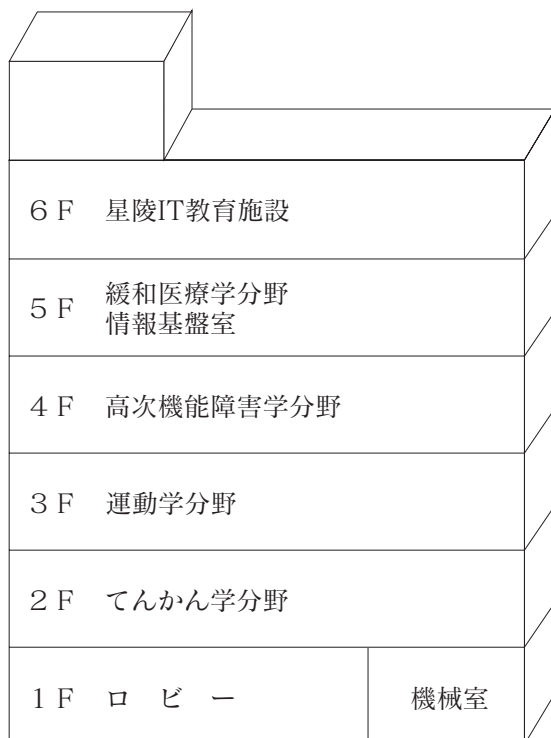 ６Ｆ　星陵IT教育施設
５Ｆ　緩和医療学分野
情報基盤室
４Ｆ　高次機能障害学分野
３Ｆ　運動学分野
２Ｆ　てんかん学分野
１Ｆ　ロ　ビ　ー　機械室